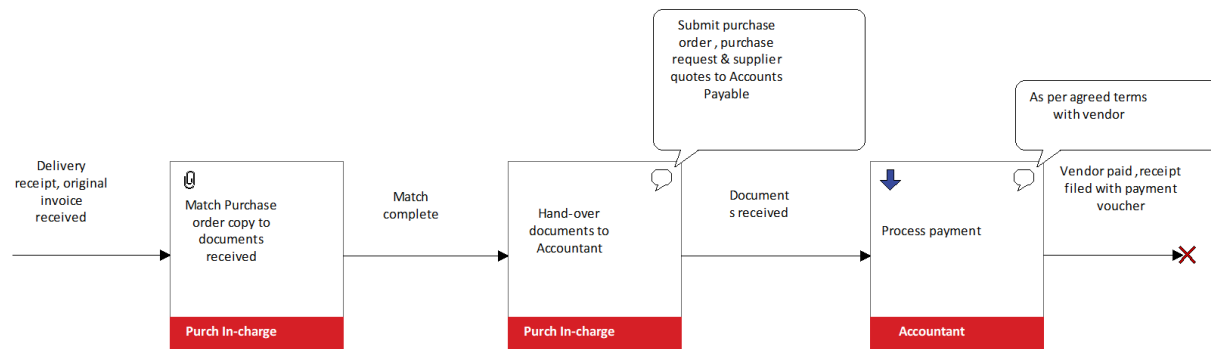 Submit purchase
order , purchase
request & supplier
quotes to Accounts
Payable
As per agreed terms
with vendor
Delivery
receipt, original
invoice
received
Match Purchase
order copy to
documents
received
Purch In-charge
Match
complete
Hand-over
documents to
Accountant
Purch In-charge
Document
s received
Process payment
Accountant
Vendor paid ,receipt
filed with payment
voucher